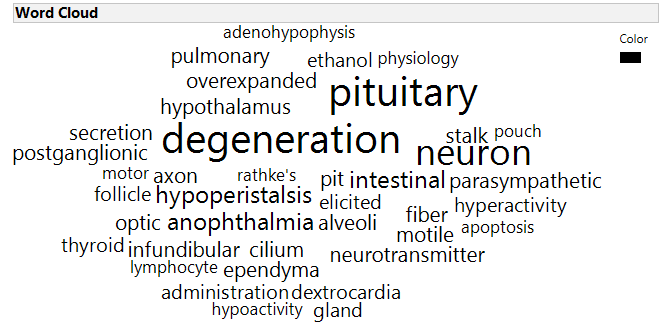 Word Cloud
Color
adenohypophysis
pulmonary ethanol physiology
overexpanded pituitary
hypothalamus
secretion degeneration stalk pouch
postganglionic neuron
motor axon rathke's pit intestinal parasympathetic
follicle hypoperistalsis elicited hyperactivity
optic anophthalmia alveoli fiber apoptosis
motile
thyroid infundibular cilium neurotransmitter
lymphocyte ependyma
administration dextrocardia
hypoactivity gland